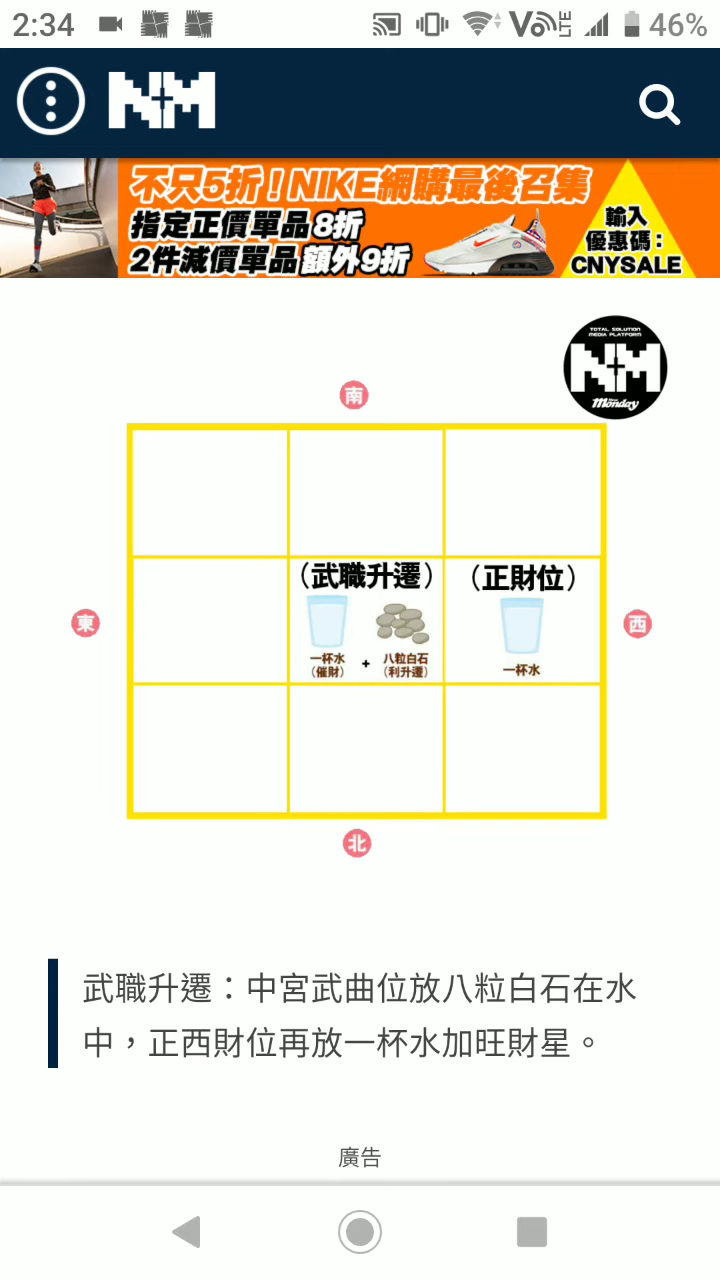 2:34
VoLTE
46%
N+M
不只5折！NIKE網購最後召集
指定正價單品8折
2件減價單品額外9折
輸入
優惠碼：
CNYSALE
TOTAL SOLUTION
MEDIA PLATFORM
N+M
New Monday
南
（武職升遷）
（正財位）
東
西
一杯水
（催財）
+
八粒白石
（利升遷）
一杯水
北
武職升遷：中宮武曲位放八粒白石在水
中，正西財位再放一杯水加旺財星。
廣告